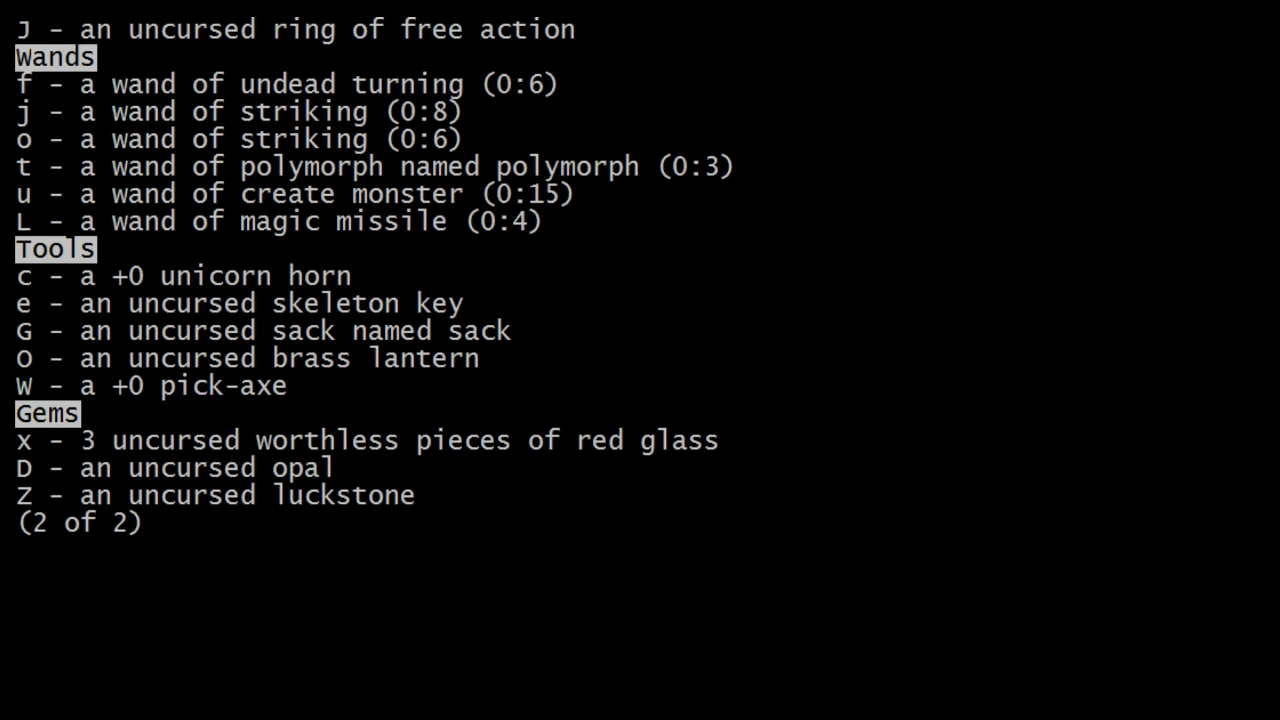 J - an uncursed ring of free action
Wands
f - a wand of undead turning (0:6)
j - a wand of striking (0:8)
o - a wand of striking (0:6)
t - a wand of polymorph named polymorph (0:3)
u - a wand of create monster (0:15)
L - a wand of magic missile (0:4)
Tools
c - a +0 unicorn horn
e - an uncursed skeleton key
G - an uncursed sack named sack
O - an uncursed brass lantern
W - a +0 pick-axe
Gems
x - 3 uncursed worthless pieces of red glass
D - an uncursed opal
Z - an uncursed luckstone
(2 of 2)